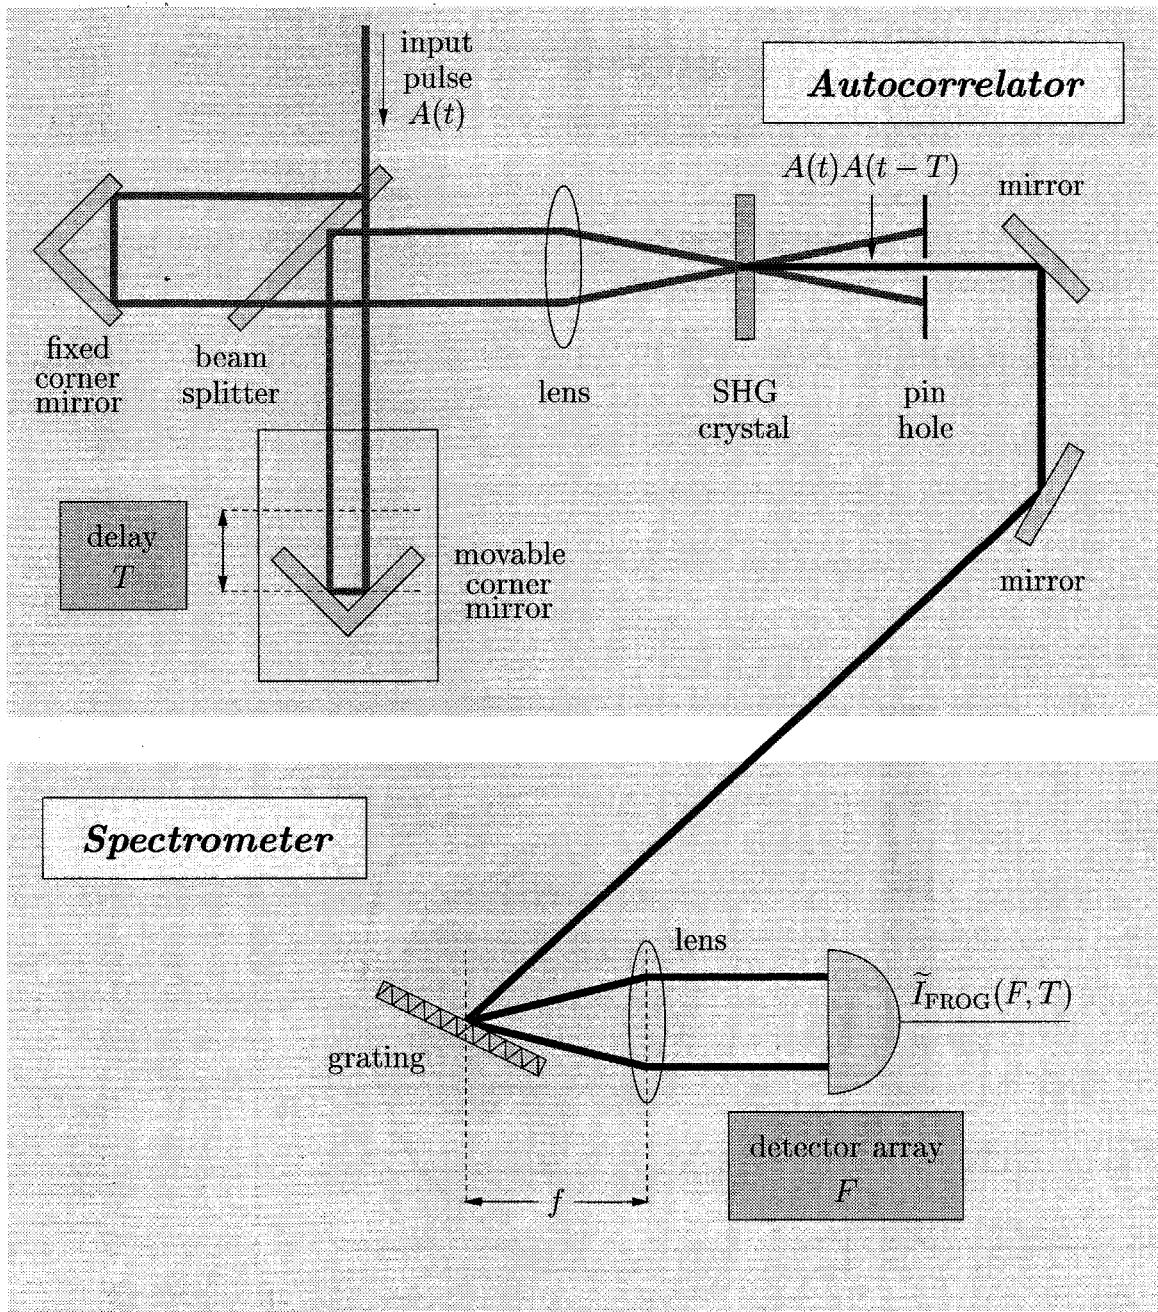 input
pulse
A(t)
Autocorrelator
A(t)A(t − T)
mirror
fixed
corner
mirror
beam
splitter
lens
SHG
crystal
pin
hole
delay
T
movable
corner
mirror
mirror
Spectrometer
lens
Ĩ_FROG(F, T)
grating
detector array
F
f